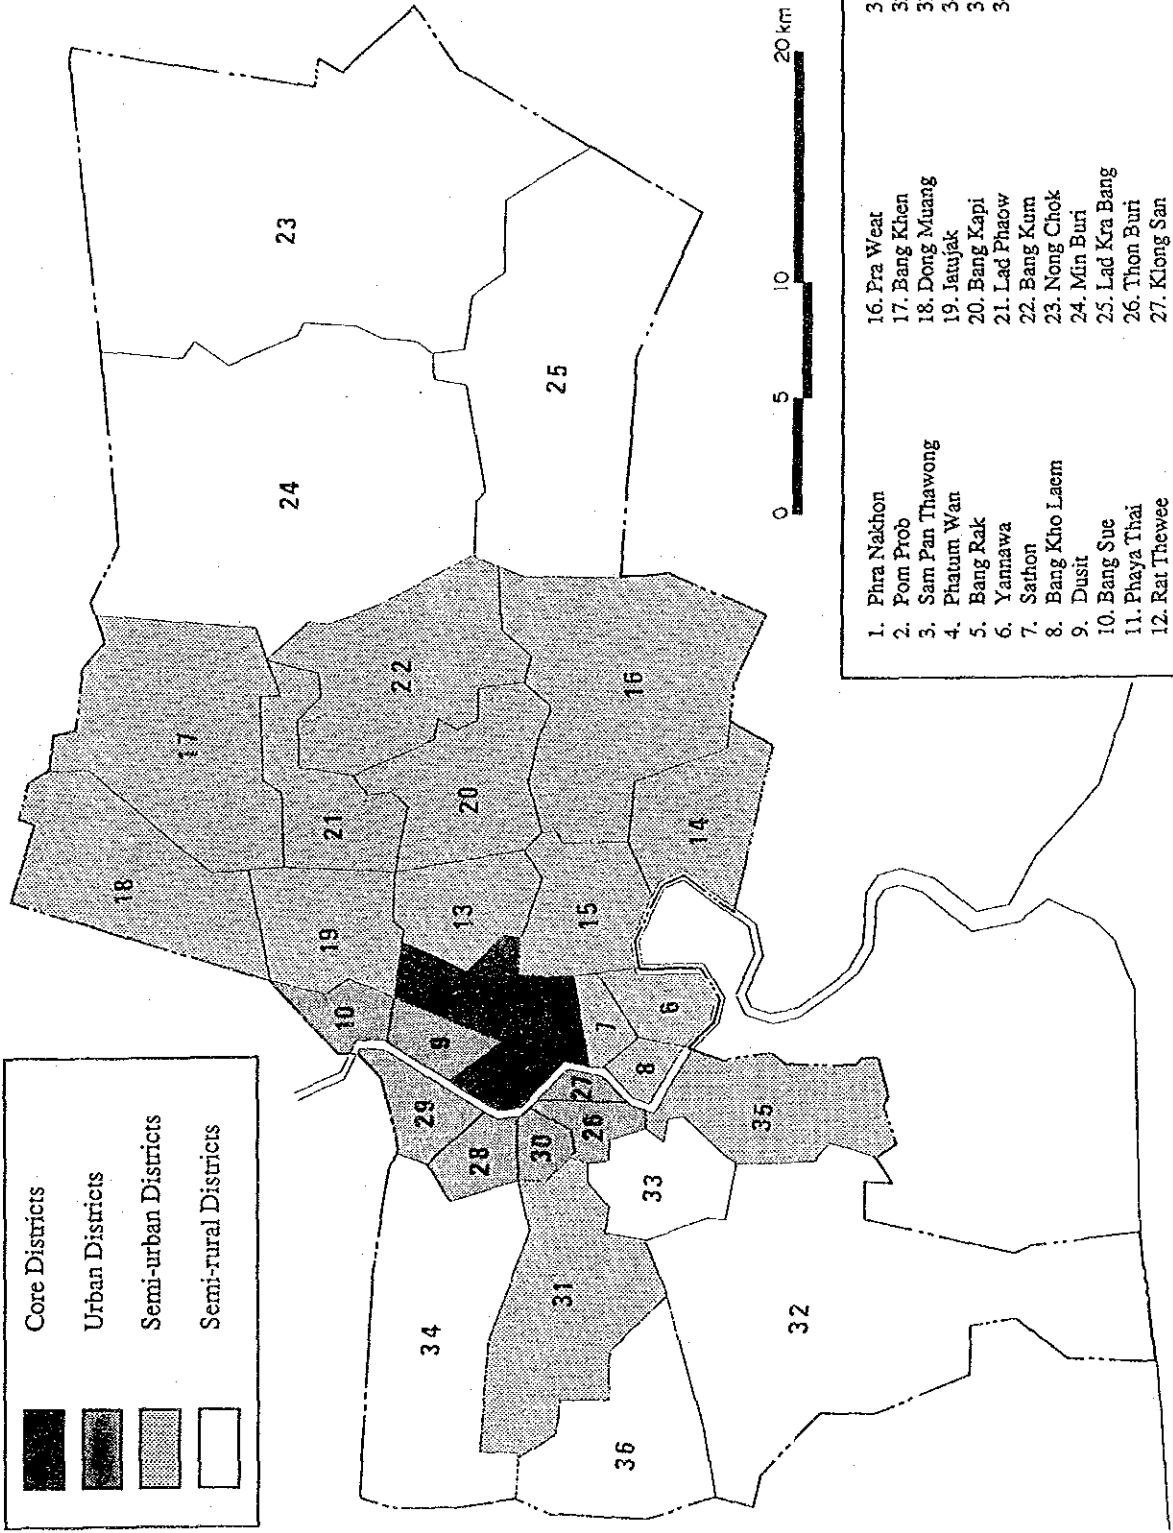 Core Districts
Urban Districts
Semi-urban Districts
Semi-rural Districts
18
17
23
10
19
21
24
29
9
13
22
34
28
20
30
27
7
15
16
25
31
26
8
6
14
33
35
36
32
0 5 10 20 km
1. Phra Nakhon
2. Pom Prob
3. Sam Pan Thawong
4. Phatum Wan
5. Bang Rak
6. Yannawa
7. Sathon
8. Bang Kho Laem
9. Dusit
10. Bang Sue
11. Phaya Thai
12. Rat Thewee
16. Pra Weat
17. Bang Khen
18. Dong Muang
19. Jatujak
20. Bang Kapi
21. Lad Phaow
22. Bang Kum
23. Nong Chok
24. Min Buri
25. Lad Kra Bang
26. Thon Buri
27. Klong San